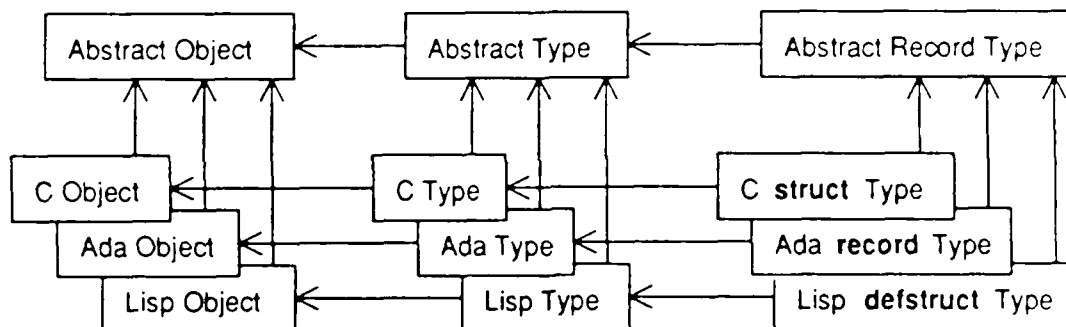 Abstract Object
Abstract Type
Abstract Record Type
C Object
C Type
C struct Type
Ada Object
Ada Type
Ada record Type
Lisp Object
Lisp Type
Lisp defstruct Type